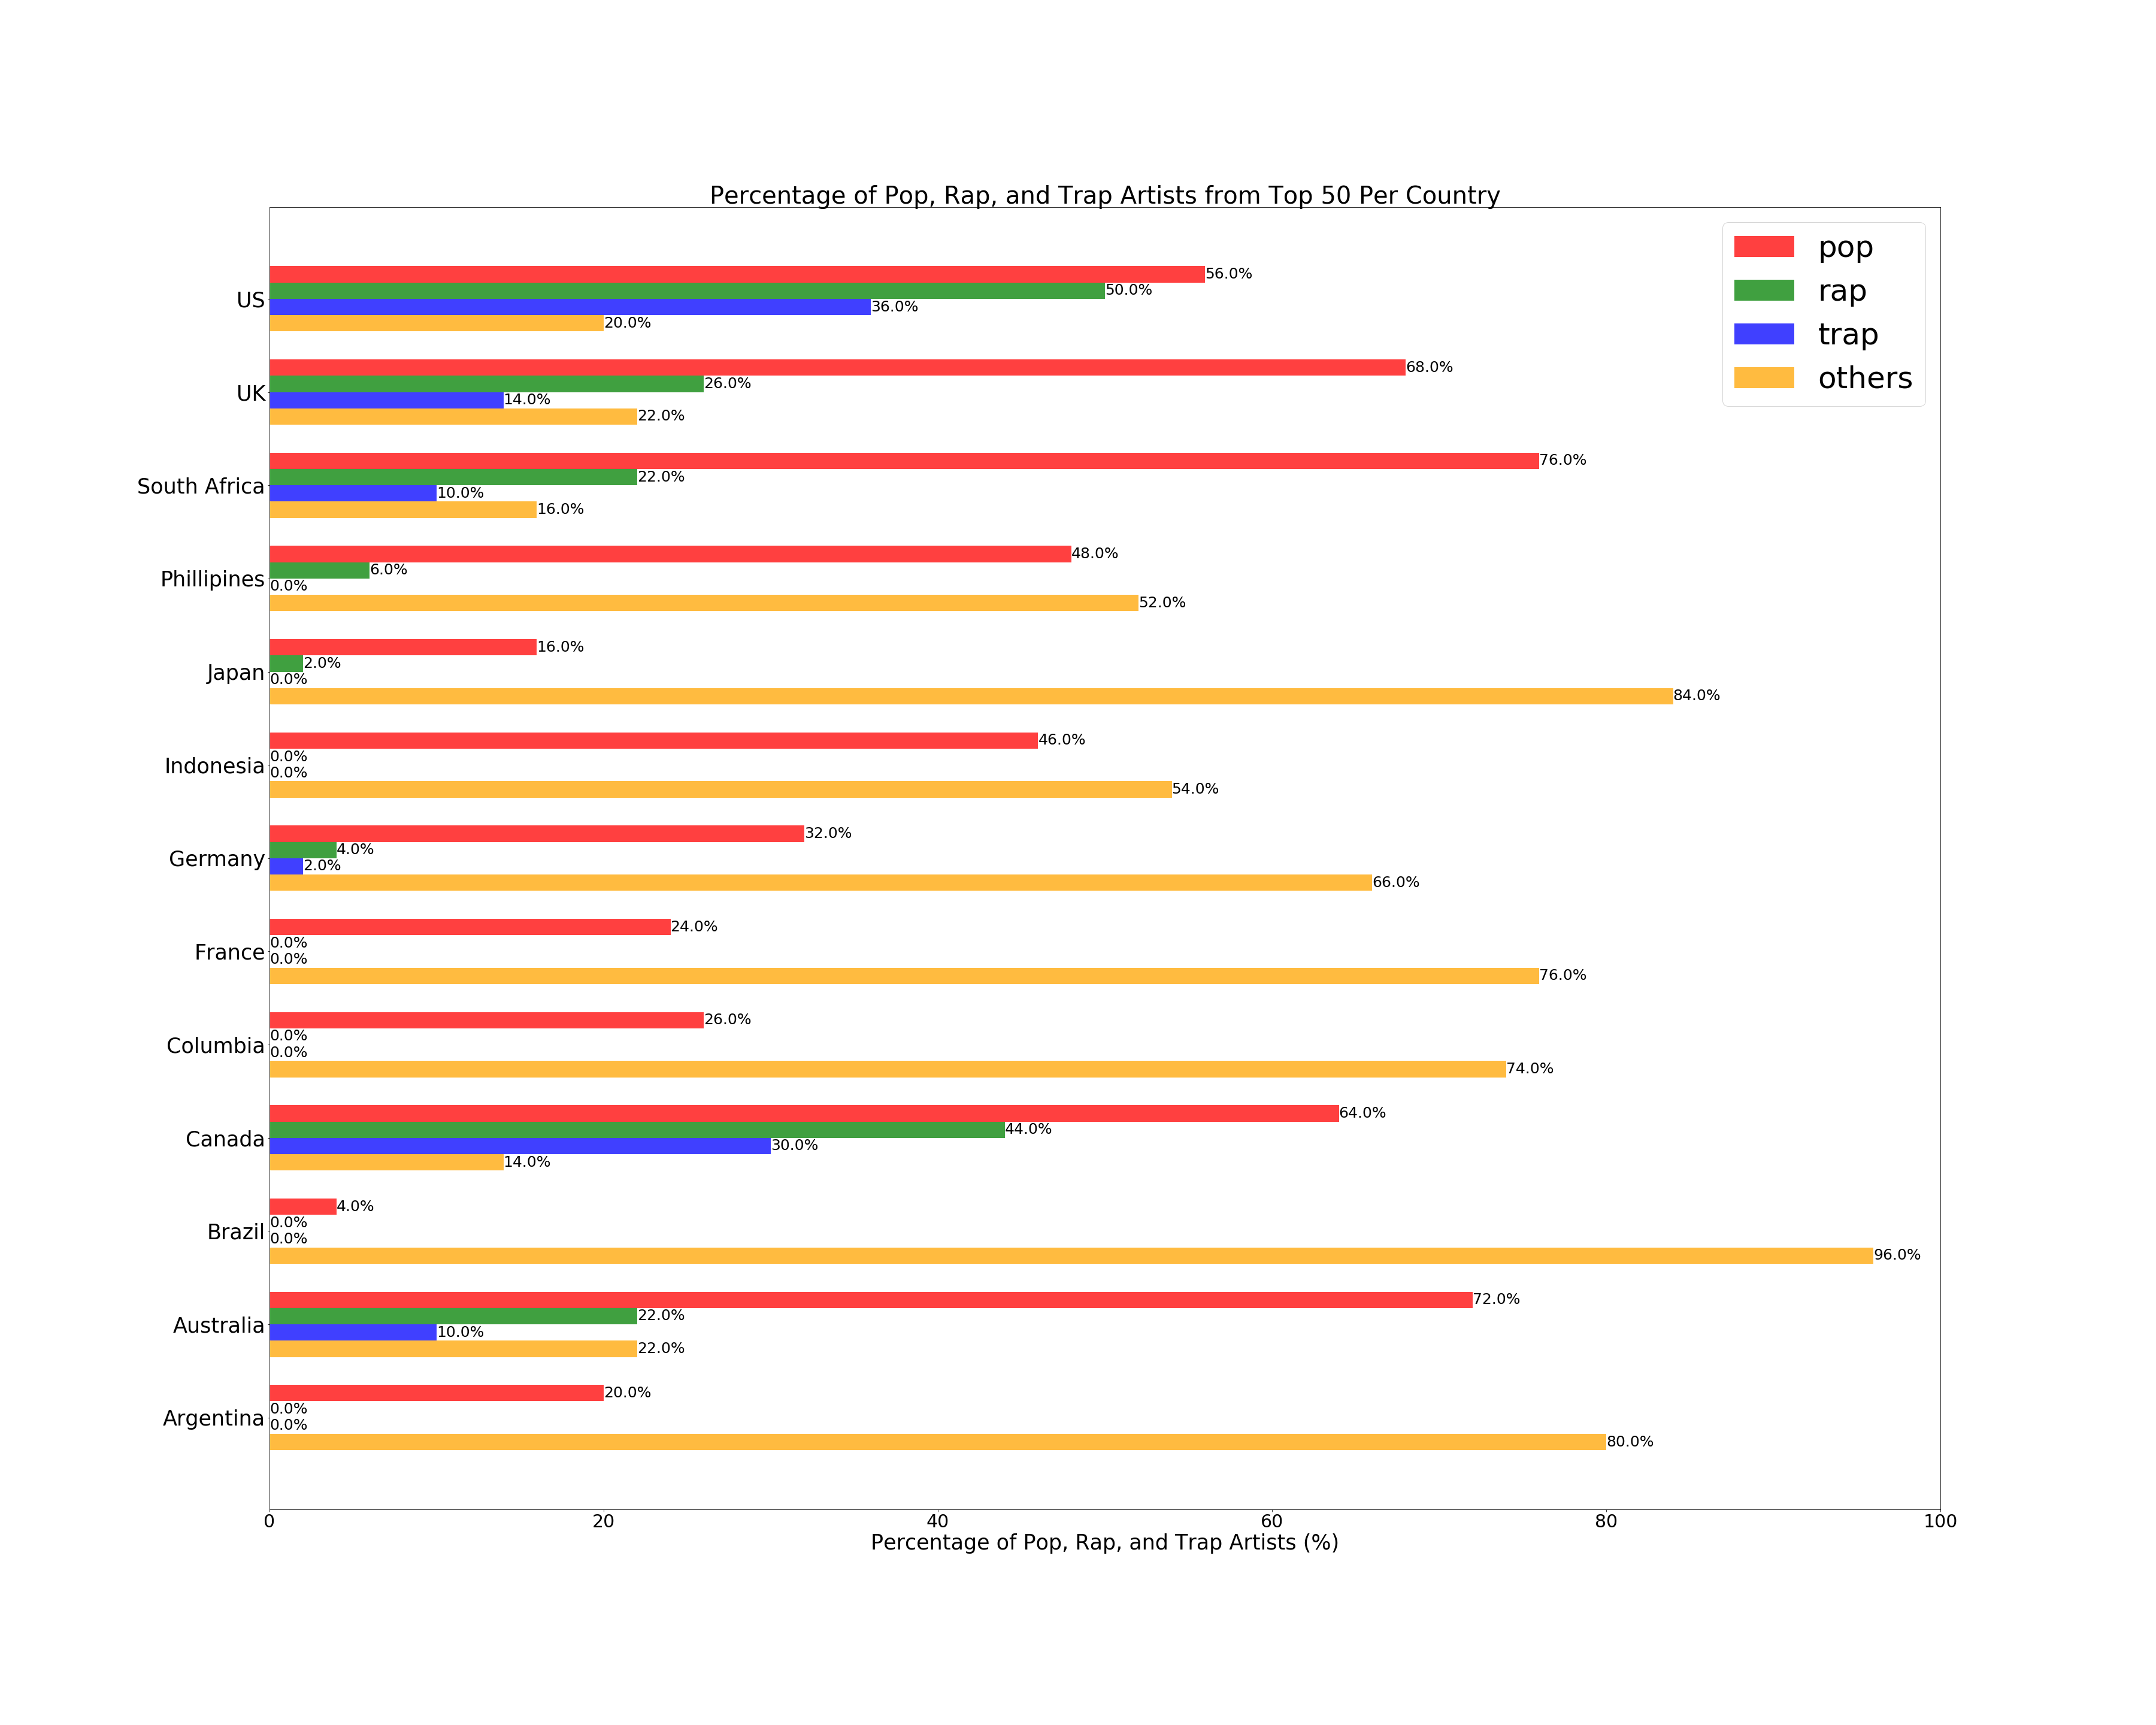 Percentage of Pop, Rap, and Trap Artists from Top 50 Per Country
pop
rap
trap
others
US
56.0%
50.0%
36.0%
20.0%
UK
68.0%
26.0%
14.0%
22.0%
South Africa
76.0%
22.0%
10.0%
16.0%
Phillipines
48.0%
6.0%
0.0%
52.0%
Japan
16.0%
2.0%
0.0%
84.0%
Indonesia
46.0%
0.0%
0.0%
54.0%
Germany
32.0%
4.0%
2.0%
66.0%
France
24.0%
0.0%
0.0%
76.0%
Columbia
26.0%
0.0%
0.0%
74.0%
Canada
64.0%
44.0%
30.0%
14.0%
Brazil
4.0%
0.0%
0.0%
96.0%
Australia
72.0%
22.0%
10.0%
22.0%
Argentina
20.0%
0.0%
0.0%
80.0%
0 20 40 60 80 100
Percentage of Pop, Rap, and Trap Artists (%)